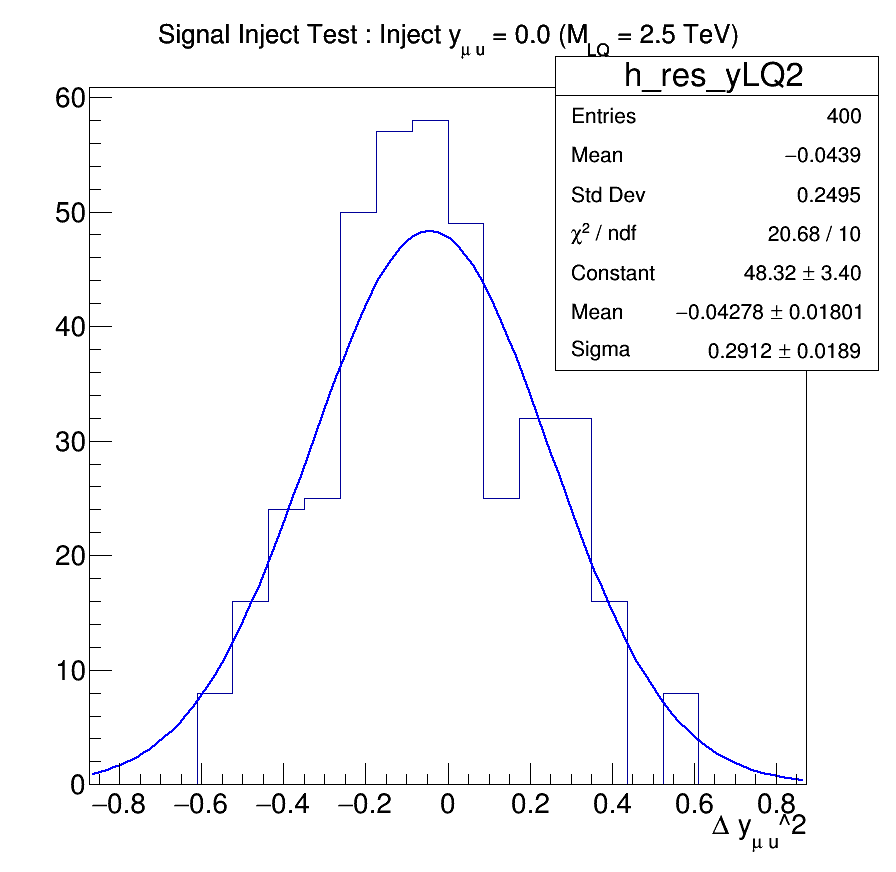 Signal Inject Test : Inject y_μ u = 0.0 (M_LQ = 2.5 TeV)
h_res_yLQ2
Entries 400
Mean −0.0439
Std Dev 0.2495
χ² / ndf 20.68 / 10
Constant 48.32 ± 3.40
Mean −0.04278 ± 0.01801
Sigma 0.2912 ± 0.0189
60
50
40
30
20
10
0
−0.8 −0.6 −0.4 −0.2 0 0.2 0.4 0.6 0.8
Δ y_μ u^2